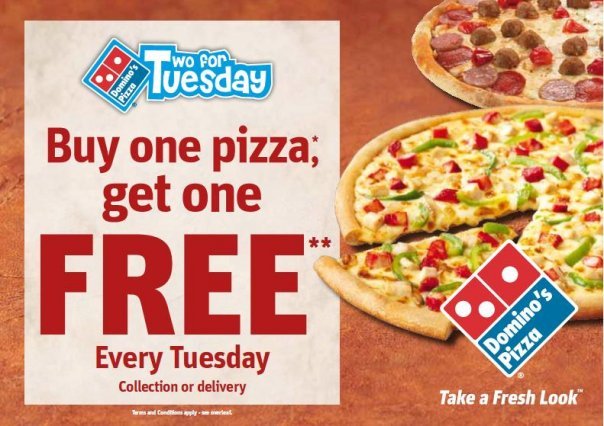 Domino's
Pizza
®
Two for
Tuesday
Buy one pizza,*
get one
FREE**
Every Tuesday
Collection or delivery
Terms and Conditions apply - see overleaf.
Domino's
Pizza
®
Take a Fresh Look™